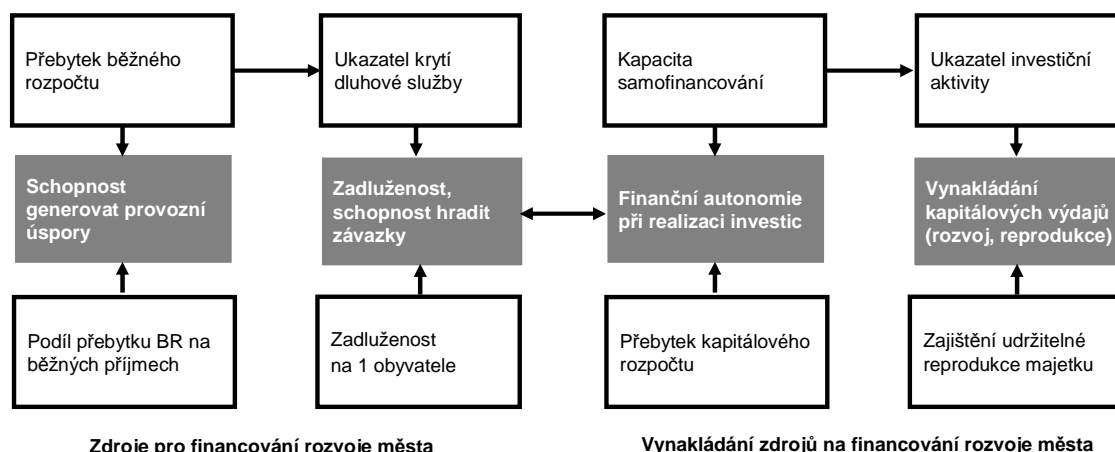 Přebytek běžného
rozpočtu
Ukazatel krytí
dluhové služby
Kapacita
samofinancování
Ukazatel investiční
aktivity
Schopnost
generovat provozní
úspory
Zadluženost,
schopnost hradit
závazky
Finanční autonomie
při realizaci investic
Vynakládání
kapitálových výdajů
(rozvoj, reprodukce)
Podíl přebytku BR na
běžných příjmech
Zadluženost
na 1 obyvatele
Přebytek kapitálového
rozpočtu
Zajištění udržitelné
reprodukce majetku
Zdroje pro financování rozvoje města
Vynakládání zdrojů na financování rozvoje města